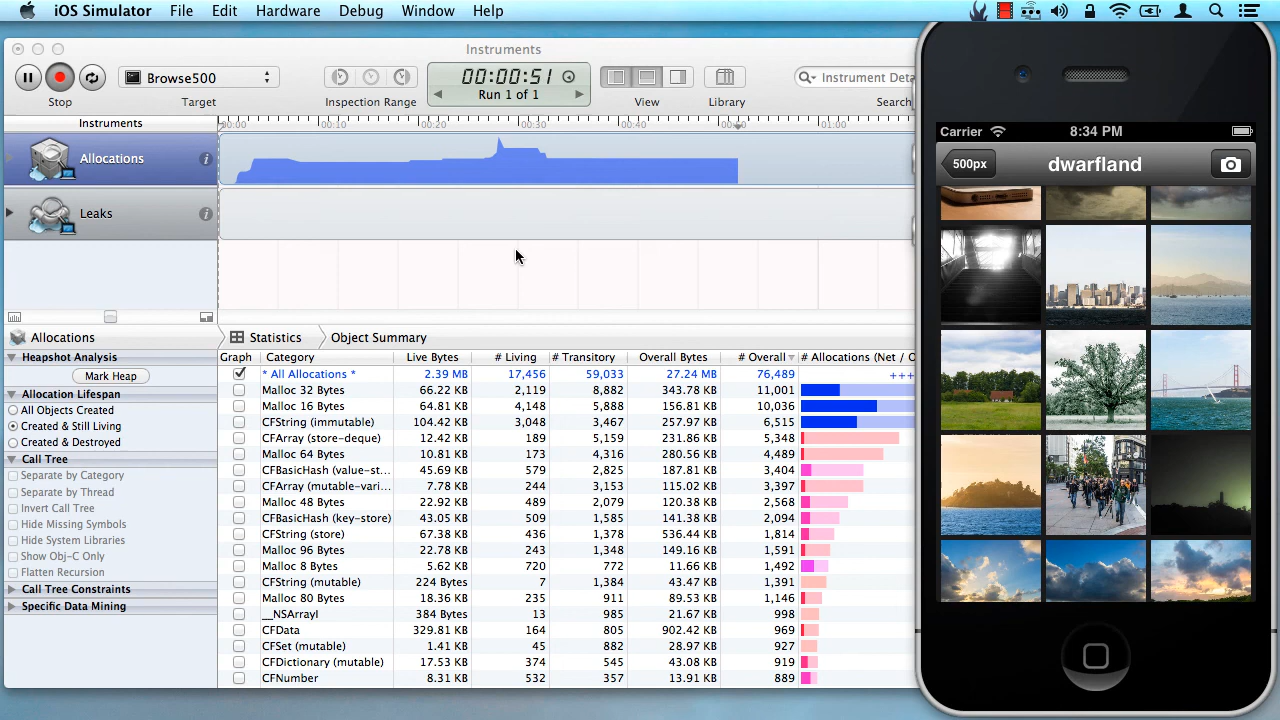 iOS Simulator File Edit Hardware Debug Window Help
Instruments
Browse500
00:00:51
Run 1 of 1
Instrument Deta
Stop Target Inspection Range View Library Search
Instruments
00:00 00:10 00:20 00:30 00:40 01:00
Allocations
Leaks
Allocations
Statistics Object Summary
Heapshot Analysis
Mark Heap
Allocation Lifespan
All Objects Created
Created & Still Living
Created & Destroyed
Call Tree
Separate by Category
Separate by Thread
Invert Call Tree
Hide Missing Symbols
Hide System Libraries
Show Obj-C Only
Flatten Recursion
Call Tree Constraints
Specific Data Mining
Graph Category Live Bytes # Living # Transitory Overall Bytes # Overall # Allocations (Net / O
* All Allocations * 2.39 MB 17,456 59,033 27.24 MB 76,489 +++
Malloc 32 Bytes 66.22 KB 2,119 8,882 343.78 KB 11,001
Malloc 16 Bytes 64.81 KB 4,148 5,888 156.81 KB 10,036
CFString (immutable) 104.42 KB 3,048 3,467 257.97 KB 6,515
CFArray (store-deque) 189 5,159 231.86 KB 5,348
Malloc 64 Bytes 10.81 KB 173 4,316 280.56 KB 4,489
CFBasicHash (value-st... 45.69 KB 579 2,825 187.81 KB 3,404
CFArray (mutable-vari... 7.78 KB 244 3,153 115.02 KB 3,397
Malloc 48 Bytes 22.92 KB 489 2,079 120.38 KB 2,568
CFBasicHash (key-store) 43.05 KB 509 1,585 141.38 KB 2,094
CFString (store) 67.38 KB 436 1,378 536.44 KB 1,814
Malloc 96 Bytes 22.78 KB 243 1,348 149.16 KB 1,591
Malloc 8 Bytes 5.62 KB 720 772 11.66 KB 1,492
CFString (mutable) 224 Bytes 7 1,384 43.47 KB 1,391
Malloc 80 Bytes 18.36 KB 235 911 89.53 KB 1,146
__NSArrayI 384 Bytes 13 985 21.67 KB 998
CFData 329.81 KB 164 805 902.42 KB 969
CFSet (mutable) 1.41 KB 45 882 28.97 KB 927
CFDictionary (mutable) 17.53 KB 374 545 43.08 KB 919
CFNumber 8.31 KB 532 357 13.91 KB 889
Carrier 8:34 PM
500px dwarfland